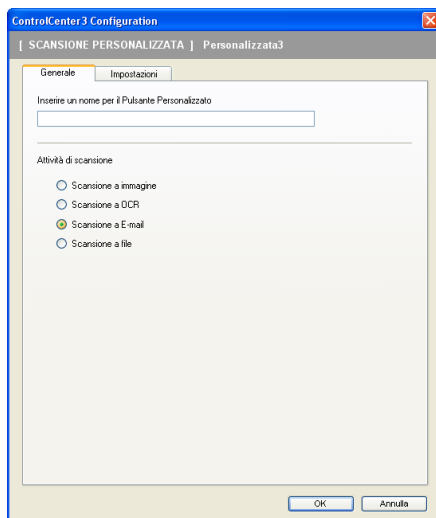 ControlCenter3 Configuration
[ SCANSIONE PERSONALIZZATA ] Personalizzata3
Generale Impostazioni
Inserire un nome per il Pulsante Personalizzato
Attività di scansione
Scansione a immagine
Scansione a OCR
Scansione a E-mail
Scansione a file
OK Annulla